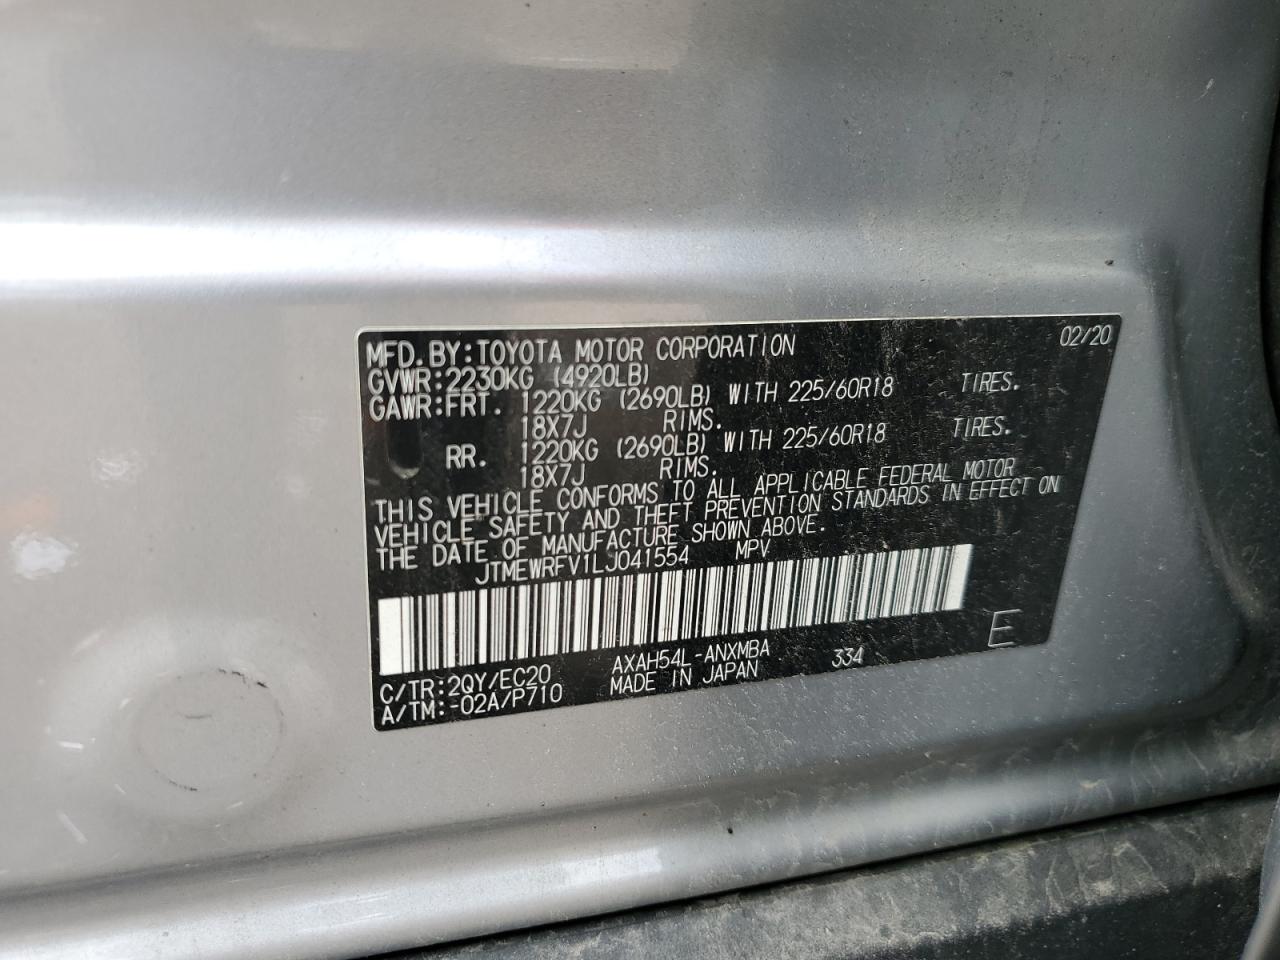 MFD.BY:TOYOTA MOTOR CORPORATION 02/20
GVWR:2230KG (4920LB)
GAWR:FRT. 1220KG (2690LB) WITH 225/60R18 TIRES.
18X7J RIMS.
RR. 1220KG (2690LB) WITH 225/60R18 TIRES.
18X7J RIMS.
THIS VEHICLE CONFORMS TO ALL APPLICABLE FEDERAL MOTOR
VEHICLE SAFETY AND THEFT PREVENTION STANDARDS IN EFFECT ON
THE DATE OF MANUFACTURE SHOWN ABOVE.
JTMEWRFV1LJ041554 MPV
E
C/TR:2QY/EC20 AXAH54L-ANXMBA 334
A/TM:-02A/P710 MADE IN JAPAN